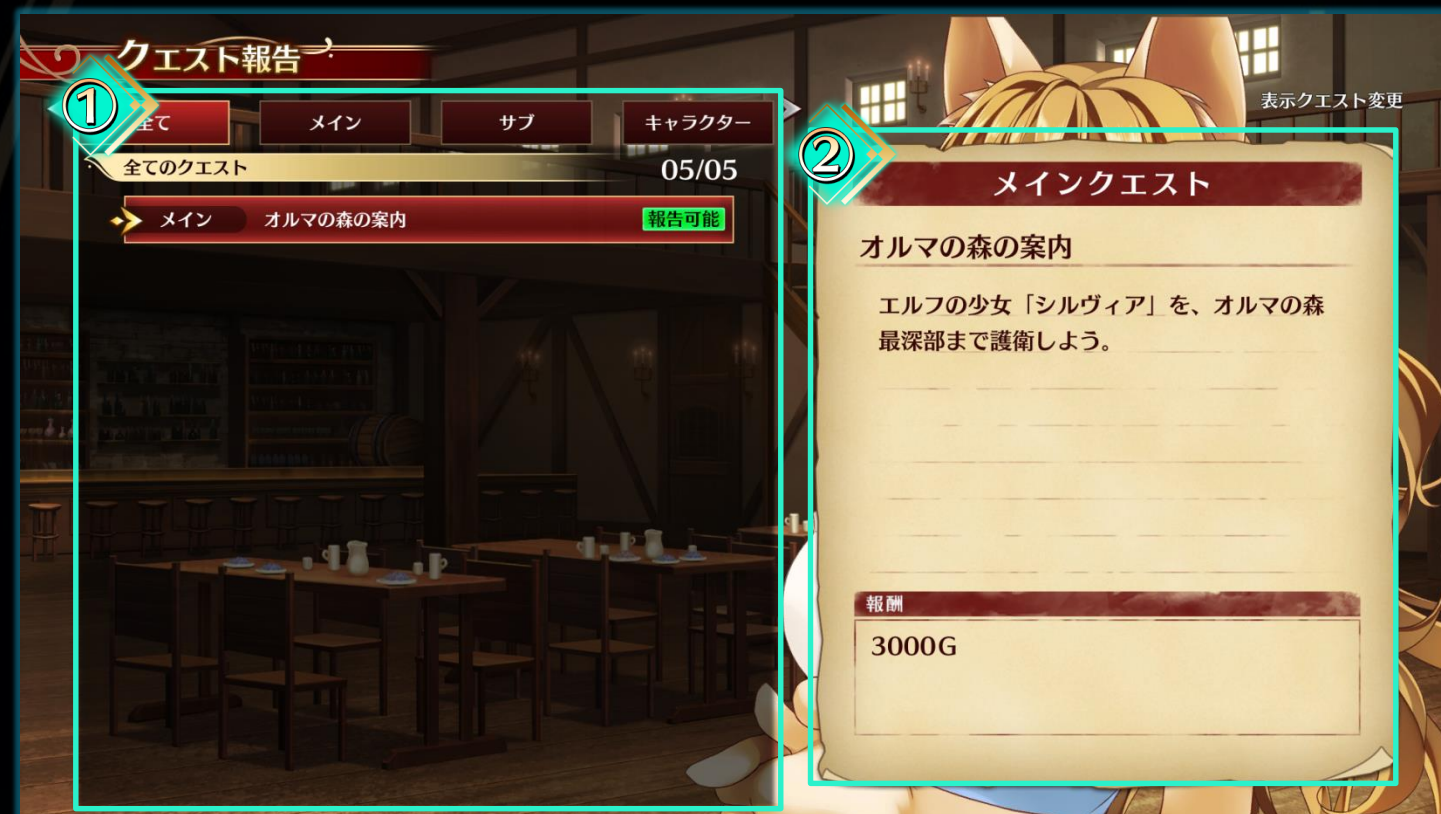 クエスト報告
①
全て
メイン
サブ
キャラクター
全てのクエスト
05/05
メイン オルマの森の案内 報告可能
表示クエスト変更
②
メインクエスト
オルマの森の案内
エルフの少女「シルヴィア」を、オルマの森
最深部まで護衛しよう。
報酬
3000G